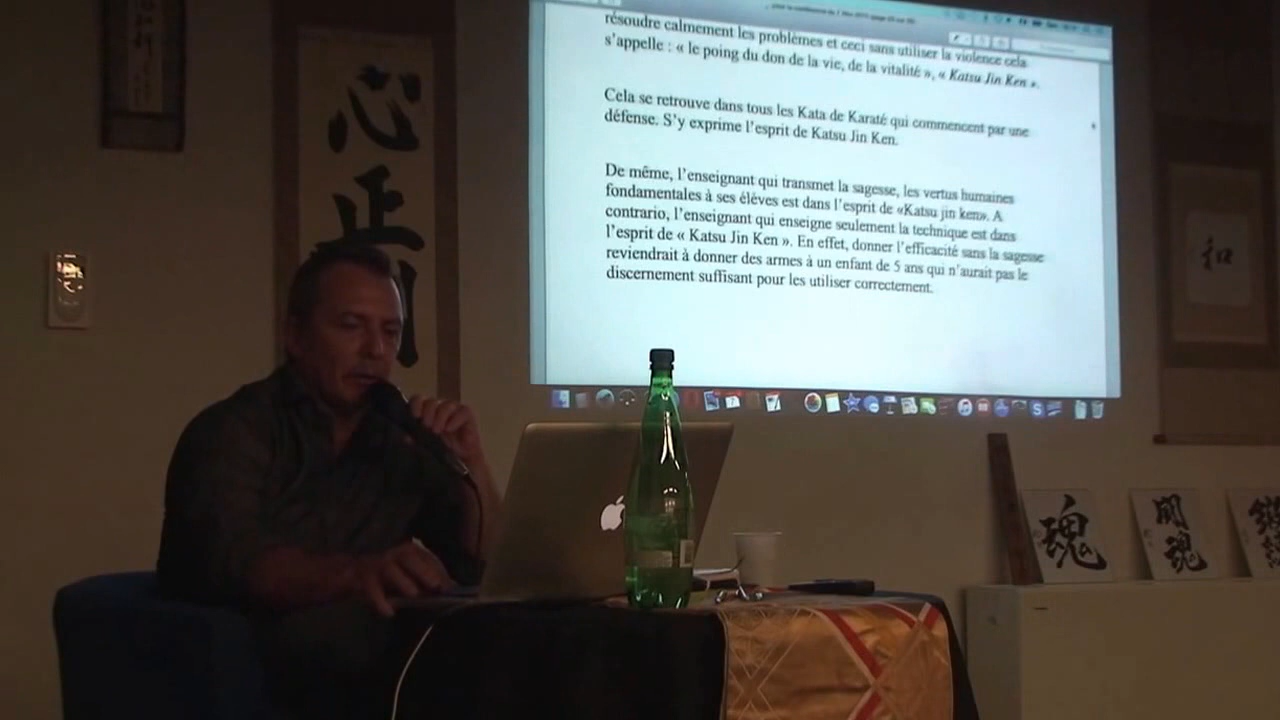 résoudre calmement les problèmes et ceci sans utiliser la violence cela
s'appelle : « le poing du don de la vie, de la vitalité », « Katsu Jin Ken ».
Cela se retrouve dans tous les Kata de Karaté qui commencent par une
défense. S'y exprime l'esprit de Katsu Jin Ken.
De même, l'enseignant qui transmet la sagesse, les vertus humaines
fondamentales à ses élèves est dans l'esprit de «Katsu jin ken». A
contrario, l'enseignant qui enseigne seulement la technique est dans
l'esprit de « Katsu Jin Ken ». En effet, donner l'efficacité sans la sagesse
reviendrait à donner des armes à un enfant de 5 ans qui n'aurait pas le
discernement suffisant pour les utiliser correctement.
心正
和
魂
闘魂